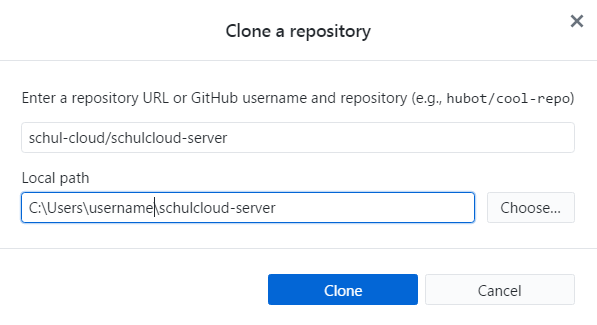 Clone a repository
Enter a repository URL or GitHub username and repository (e.g., hubot/cool-repo)
schul-cloud/schulcloud-server
Local path
C:\Users\username\schulcloud-server
Choose...
Clone
Cancel